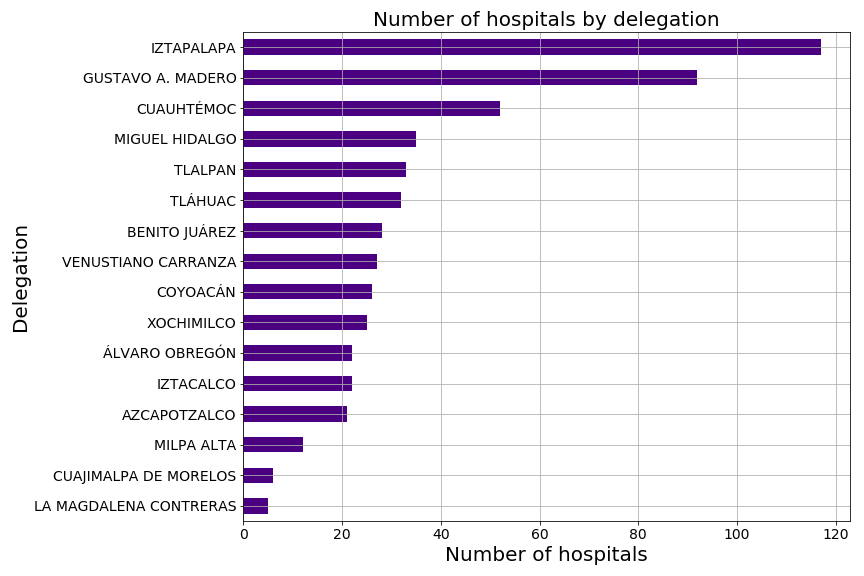 Number of hospitals by delegation
IZTAPALAPA
GUSTAVO A. MADERO
CUAUHTÉMOC
MIGUEL HIDALGO
TLALPAN
TLÁHUAC
BENITO JUÁREZ
VENUSTIANO CARRANZA
COYOACÁN
XOCHIMILCO
ÁLVARO OBREGÓN
IZTACALCO
AZCAPOTZALCO
MILPA ALTA
CUAJIMALPA DE MORELOS
LA MAGDALENA CONTRERAS
Delegation
0 20 40 60 80 100 120
Number of hospitals